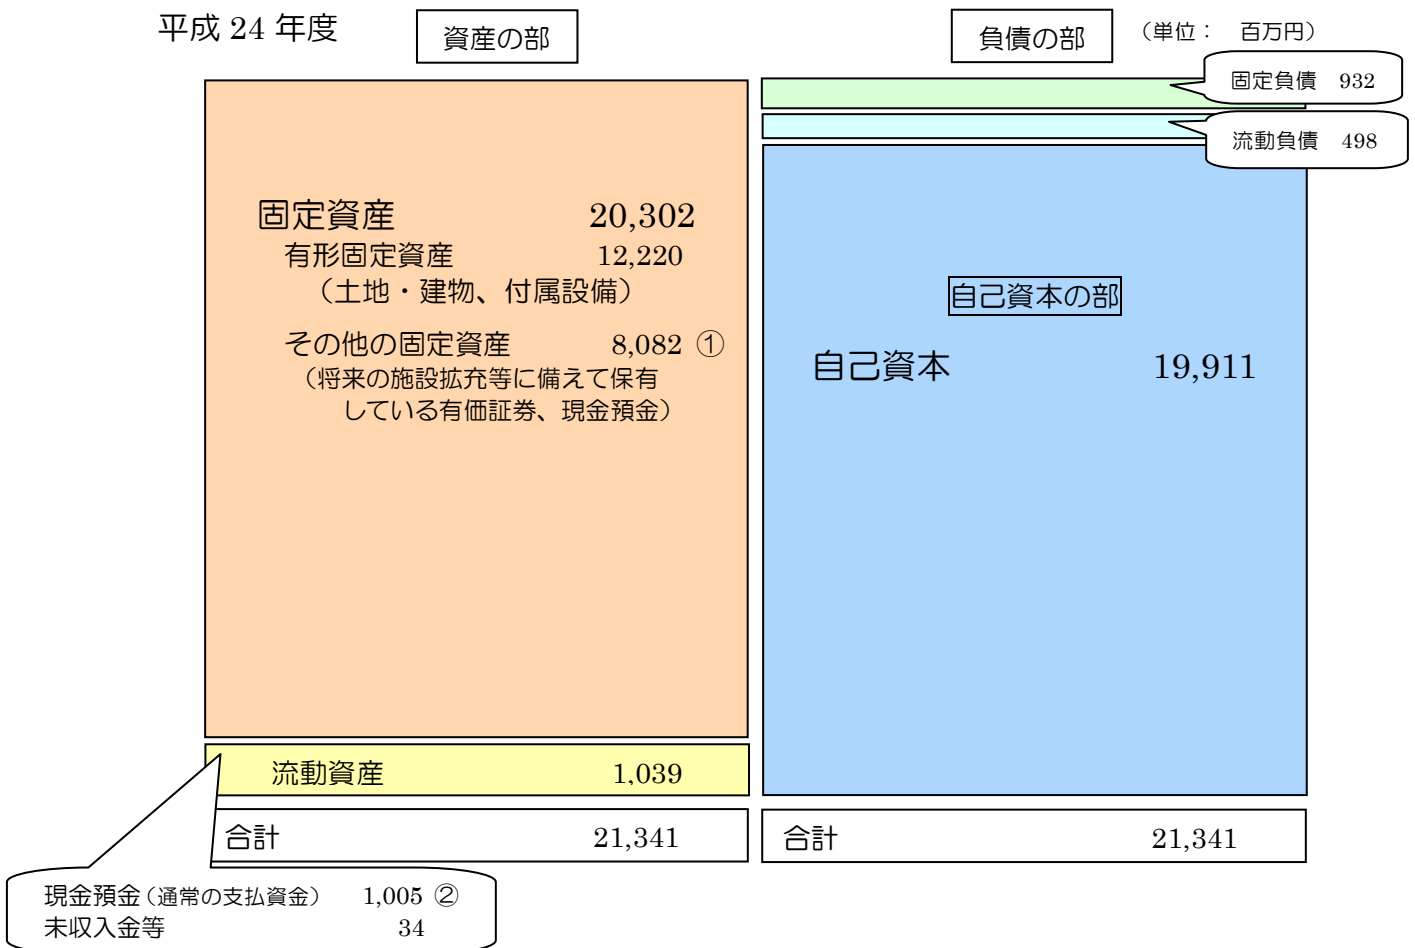 平成 24 年度
資産の部
負債の部
（単位： 百万円）
固定負債 932
流動負債 498
固定資産 20,302
有形固定資産 12,220
（土地・建物、付属設備）
その他の固定資産 8,082 ①
（将来の施設拡充等に備えて保有
している有価証券、現金預金）
自己資本の部
自己資本 19,911
流動資産 1,039
合計 21,341
合計 21,341
現金預金（通常の支払資金） 1,005 ②
未収入金等 34